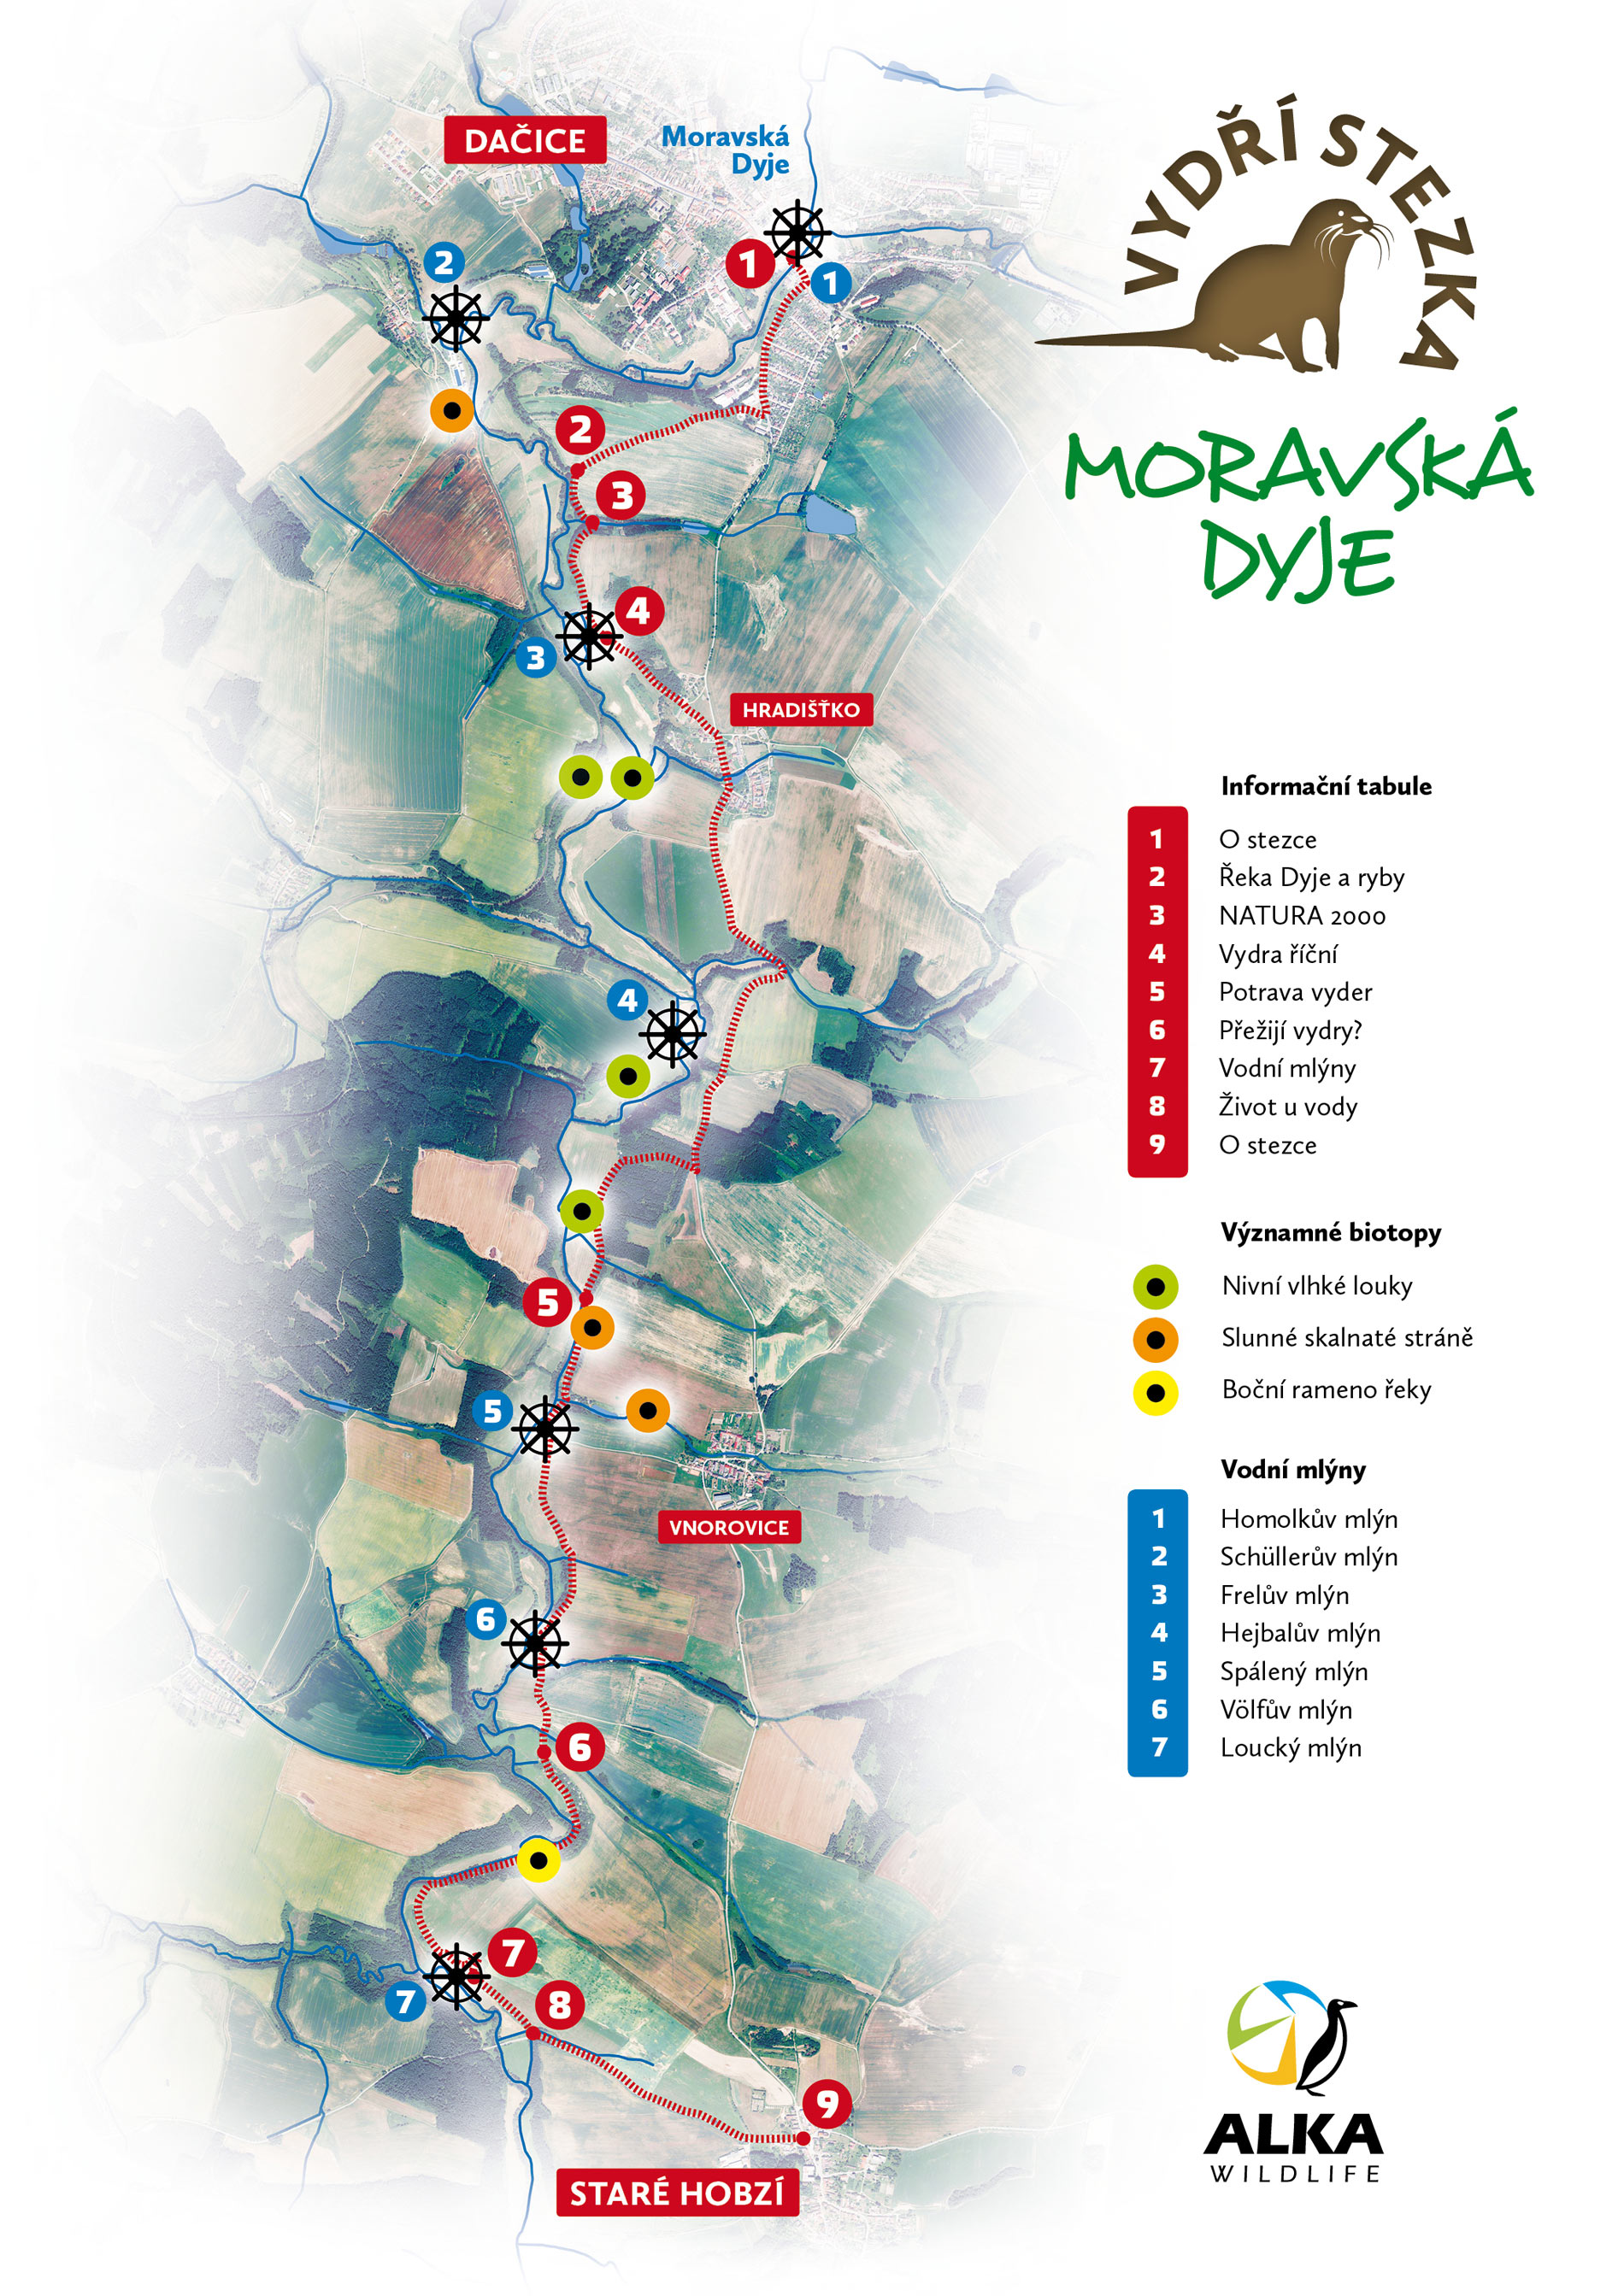 DAČICE
Moravská
Dyje
VYDŘÍ STEZKA
MORAVSKÁ
DYJE
2
1
1
2
3
4
3
HRADIŠŤKO
4
5
5
VNOROVICE
6
6
7
7
8
9
STARÉ HOBZÍ
Informační tabule
1 O stezce
2 Řeka Dyje a ryby
3 NATURA 2000
4 Vydra říční
5 Potrava vyder
6 Přežijí vydry?
7 Vodní mlýny
8 Život u vody
9 O stezce
Významné biotopy
Nivní vlhké louky
Slunné skalnaté stráně
Boční rameno řeky
Vodní mlýny
1 Homolkův mlýn
2 Schüllerův mlýn
3 Frelův mlýn
4 Hejbalův mlýn
5 Spálený mlýn
6 Völfův mlýn
7 Loucký mlýn
ALKA
WILDLIFE